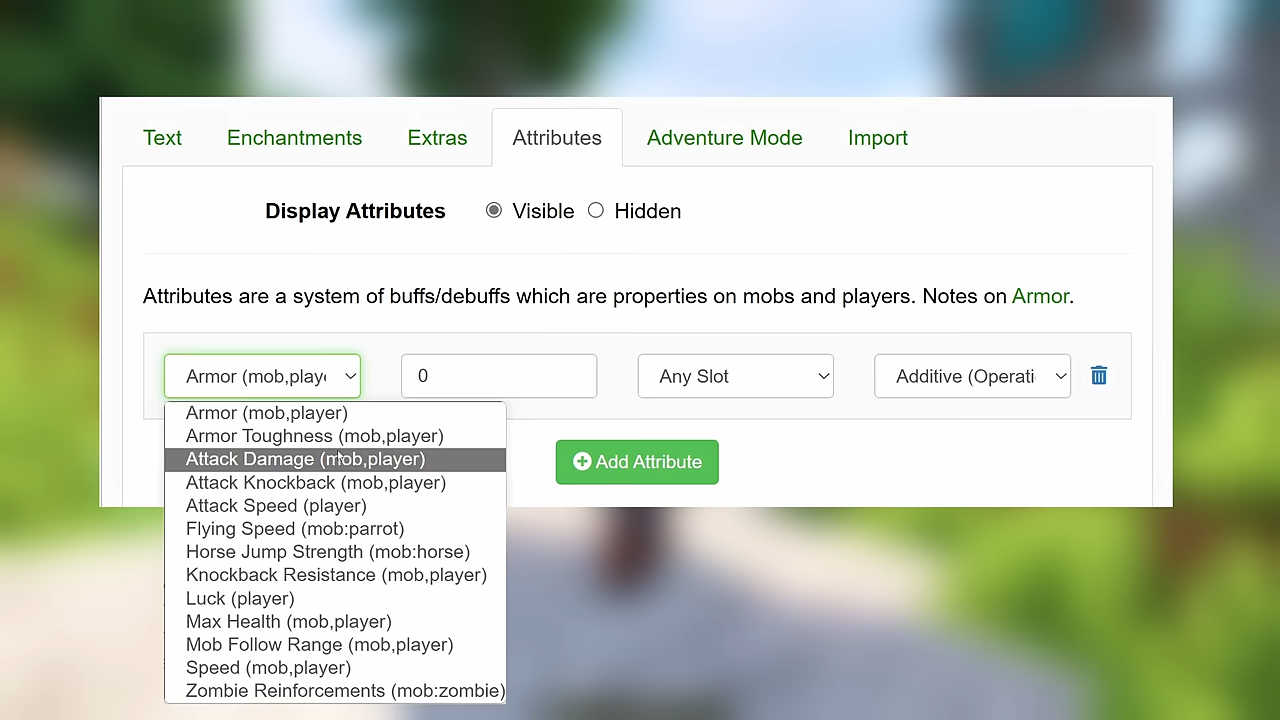 Text Enchantments Extras Attributes Adventure Mode Import
Display Attributes Visible Hidden
Attributes are a system of buffs/debuffs which are properties on mobs and players. Notes on Armor.
Armor (mob,playe 0 Any Slot Additive (Operati
Armor (mob,player)
Armor Toughness (mob,player)
Attack Damage (mob,player)
Add Attribute
Attack Knockback (mob,player)
Attack Speed (player)
Flying Speed (mob:parrot)
Horse Jump Strength (mob:horse)
Knockback Resistance (mob,player)
Luck (player)
Max Health (mob,player)
Mob Follow Range (mob,player)
Speed (mob,player)
Zombie Reinforcements (mob:zombie)